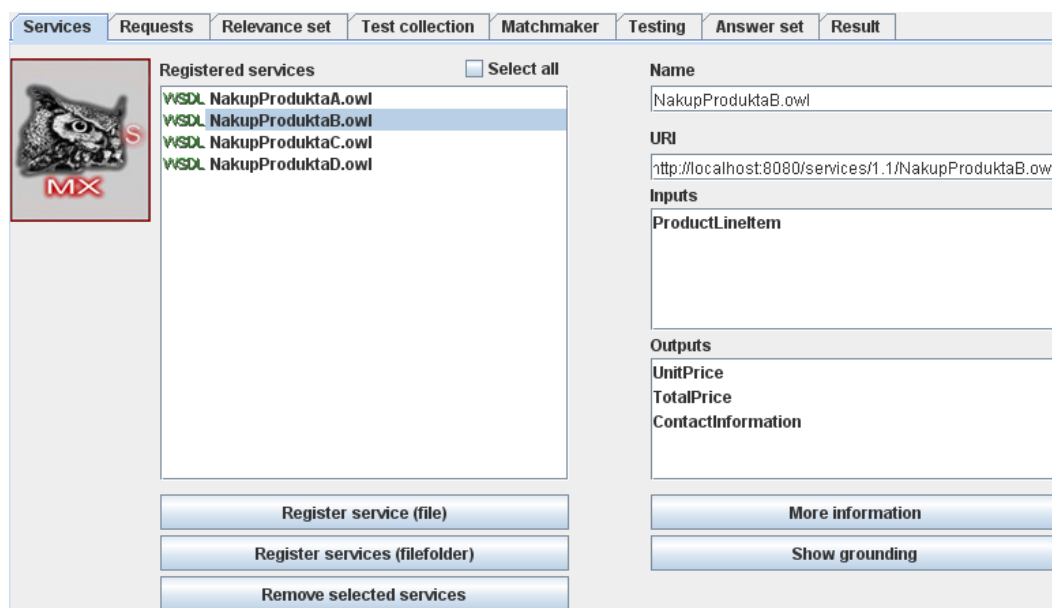 Services Requests Relevance set Test collection Matchmaker Testing Answer set Result
S
MX
Registered services
Select all
WSDL NakupProduktaA.owl
WSDL NakupProduktaB.owl
WSDL NakupProduktaC.owl
WSDL NakupProduktaD.owl
Register service (file)
Register services (filefolder)
Remove selected services
Name
NakupProduktaB.owl
URI
http://localhost:8080/services/1.1/NakupProduktaB.ow
Inputs
ProductLineItem
Outputs
UnitPrice
TotalPrice
ContactInformation
More information
Show grounding